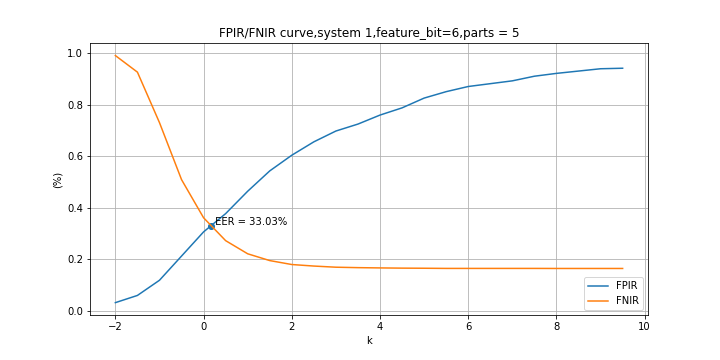 FPIR/FNIR curve,system 1,feature_bit=6,parts = 5
1.0
0.8
0.6
0.4
0.2
0.0
(%)
EER = 33.03%
FPIR
FNIR
−2
0
2
4
6
8
10
k